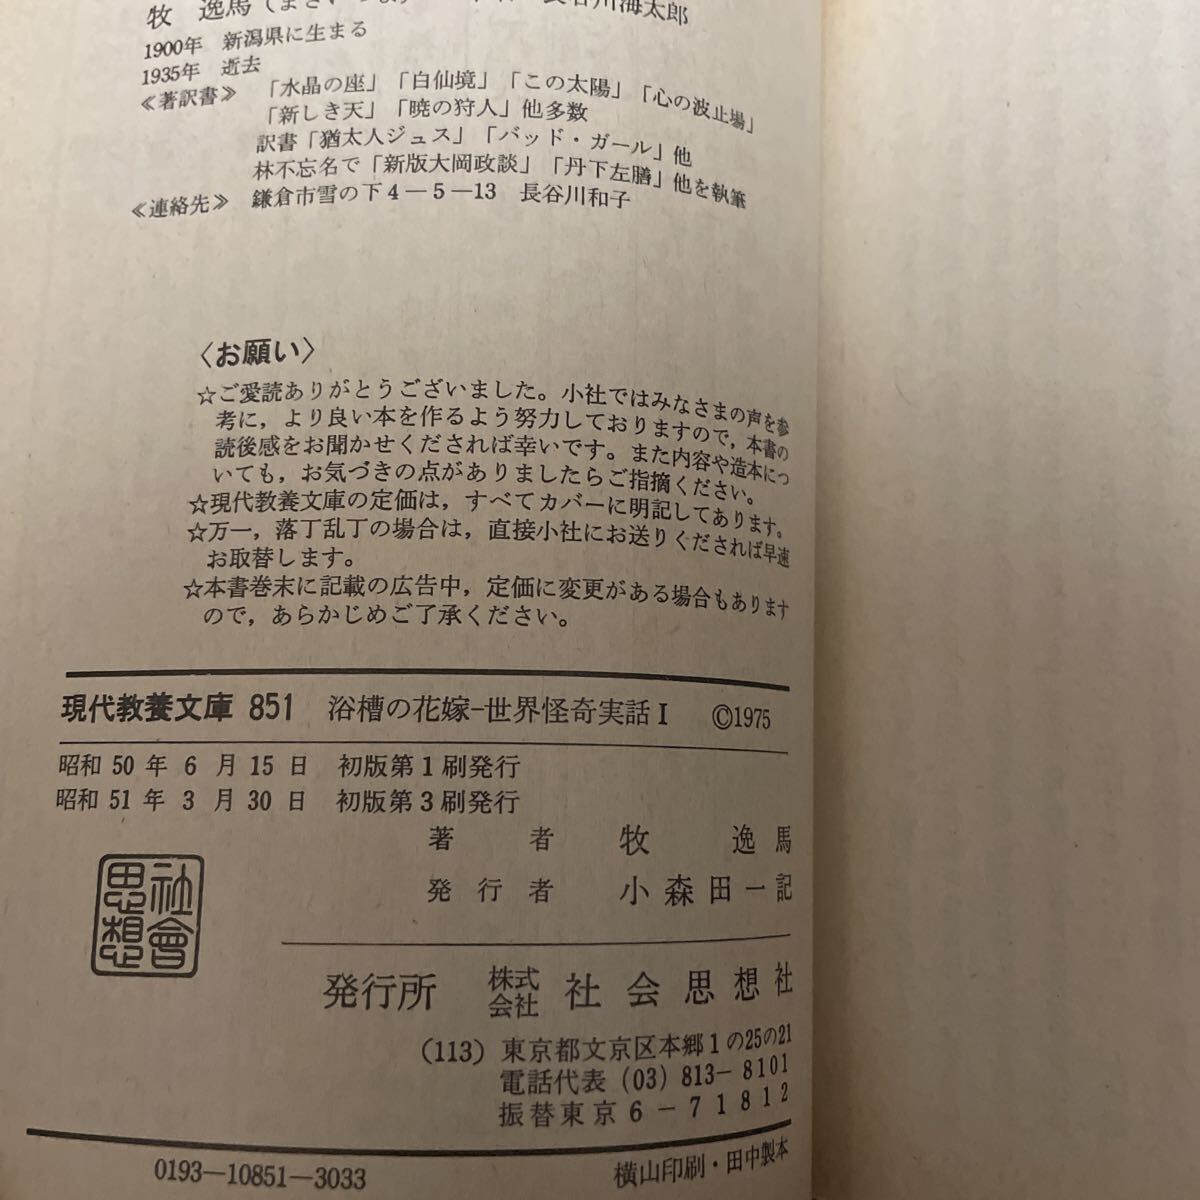 牧 逸馬
長谷川海太郎
1900年 新潟県に生まる
1935年 逝去
≪著訳書≫ 「水晶の座」「白仙境」「この太陽」「心の波止場」
「新しき天」「暁の狩人」他多数
訳書「猶太人ジュス」「バッド・ガール」他
林不忘名で「新版大岡政談」「丹下左膳」他を執筆
≪連絡先≫ 鎌倉市雪の下4－5－13 長谷川和子
〈お願い〉
☆ご愛読ありがとうございました。小社ではみなさまの声を参
考に，より良い本を作るよう努力しておりますので，本書の
読後感をお聞かせくだされば幸いです。また内容や造本につ
いても，お気づきの点がありましたらご指摘ください。
☆現代教養文庫の定価は，すべてカバーに明記してあります。
☆万一，落丁乱丁の場合は，直接小社にお送りくだされば早速
お取替します。
☆本書巻末に記載の広告中，定価に変更がある場合もあります
ので，あらかじめご了承ください。
現代教養文庫 851 浴槽の花嫁-世界怪奇実話 I ©1975
昭和 50 年 6 月 15 日 初版第 1 刷発行
昭和 51 年 3 月 30 日 初版第 3 刷発行
著者 牧 逸馬
発行者 小森田一記
社會思想
発行所 株式会社 社会思想社
(113) 東京都文京区本郷1の25の21
電話代表 (03) 813－8101
振替東京 6－71812
0193－10851－3033
横山印刷・田中製本